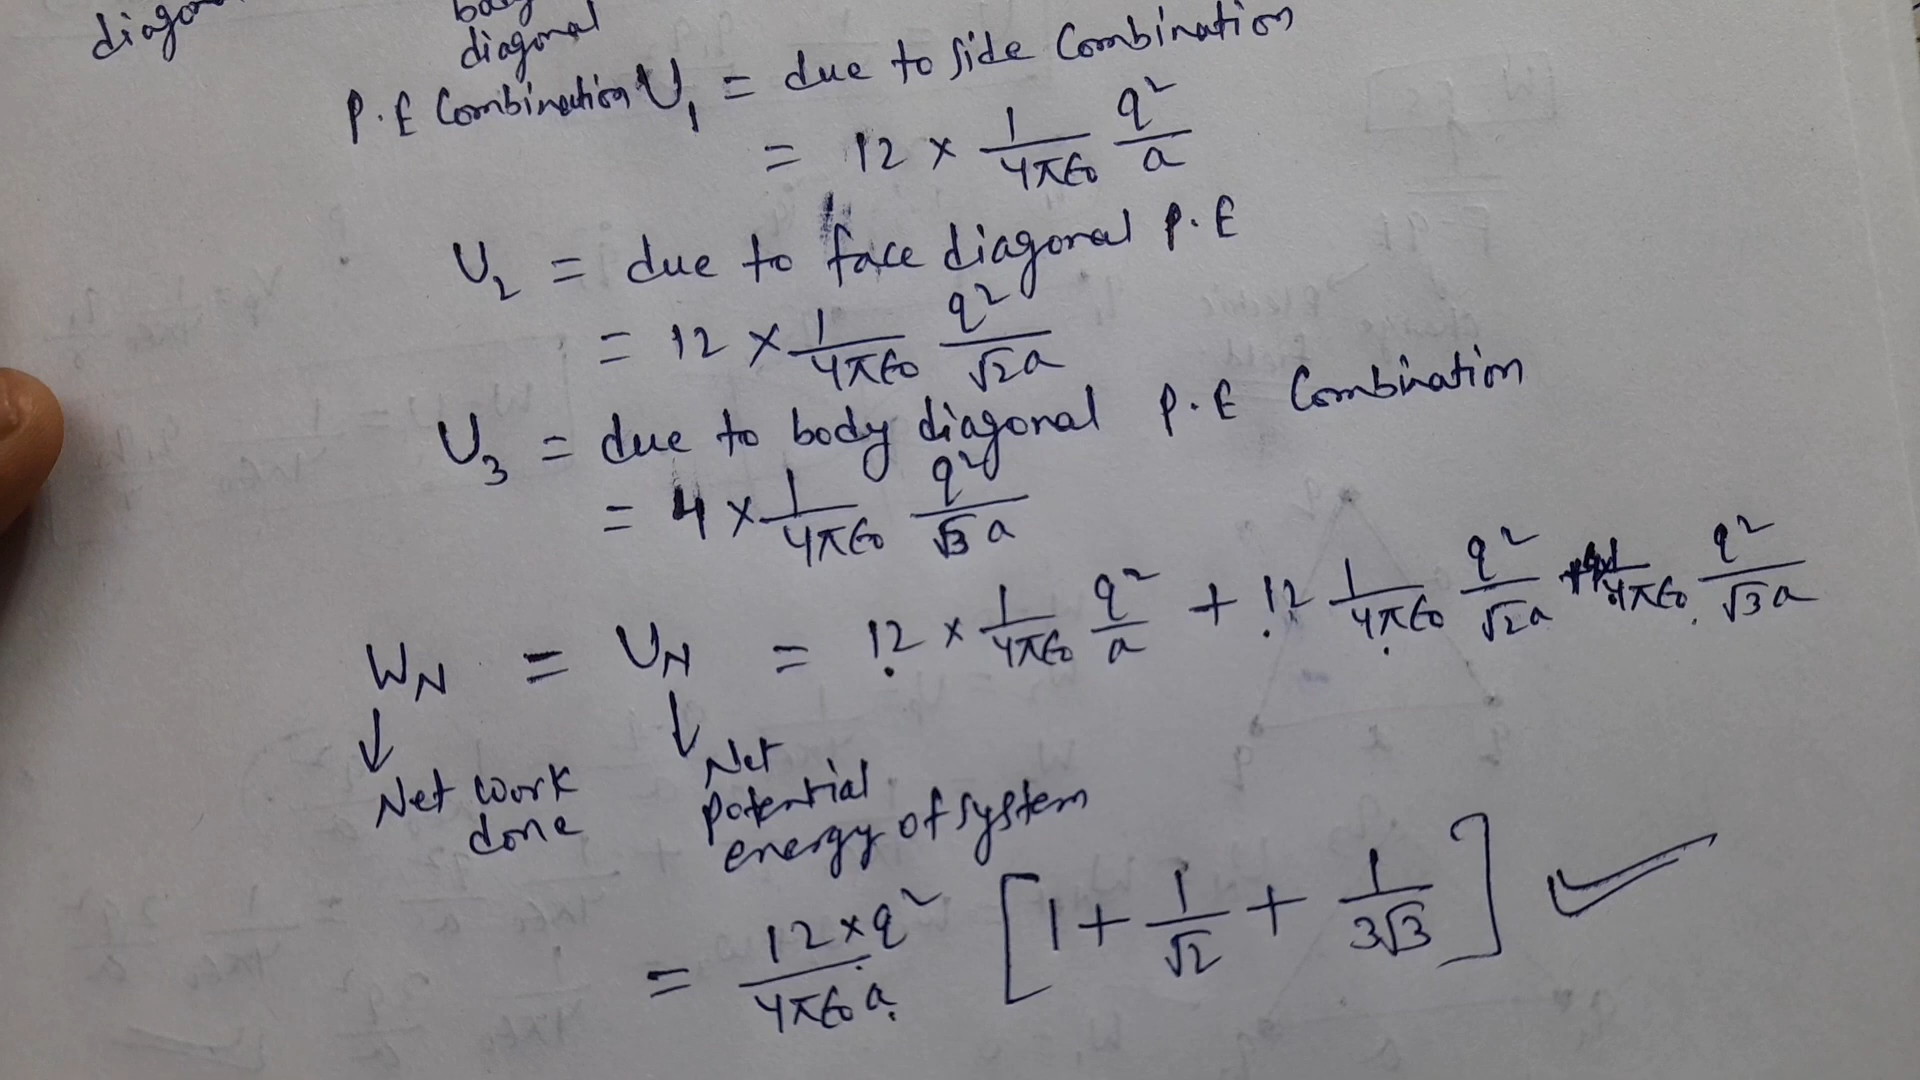 diagonal
body
diagonal
P.E Combination U₁ = due to side Combination
= 12 × 1/4πϵ₀ q²/a
U₂ = due to face diagonal P.E
= 12 × 1/4πϵ₀ q²/√2a
U₃ = due to body diagonal P.E Combination
= 4 × 1/4πϵ₀ q²/√3a
W_N = U_N = 12 × 1/4πϵ₀ q²/a + 12 1/4πϵ₀ q²/√2a 1/4πϵ₀ q²/√3a
↓ ↓
Net work done
Net potential energy of system
= 12×q²/4πϵ₀a [1 + 1/√2 + 1/3√3] ✓